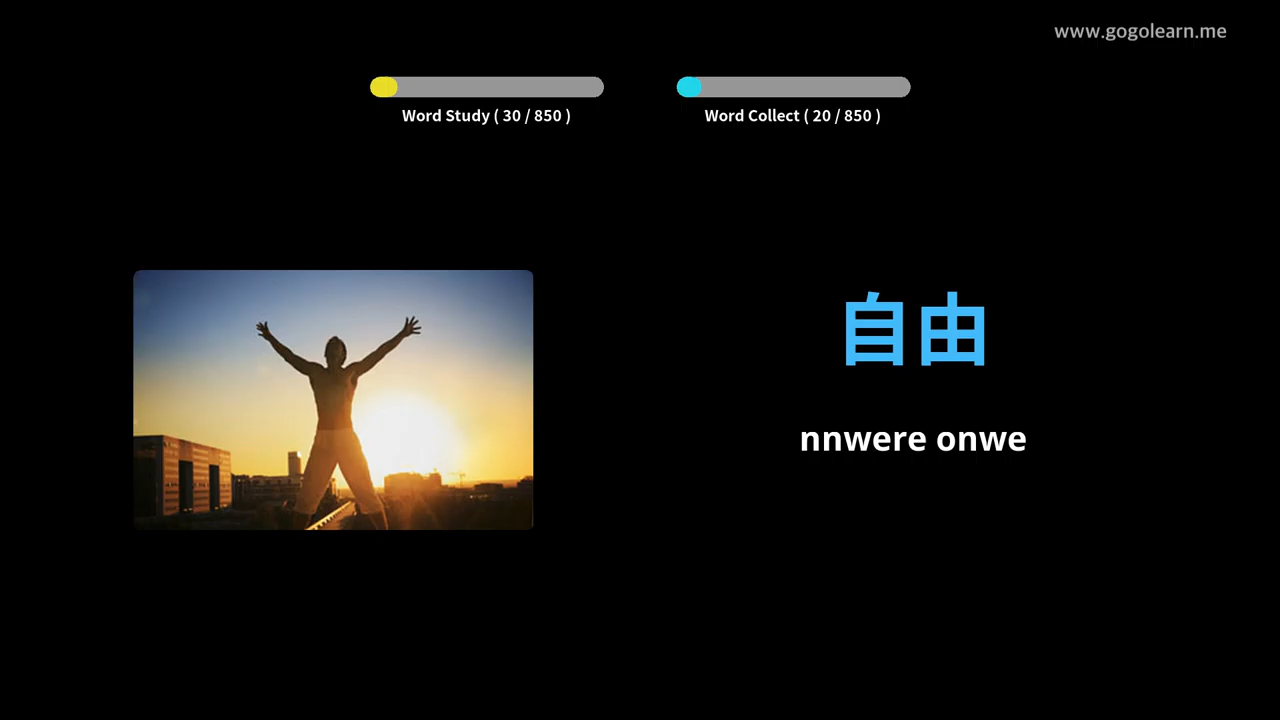 www.gogolearn.me
Word Study ( 30 / 850 )
Word Collect ( 20 / 850 )
自由
nnwere onwe